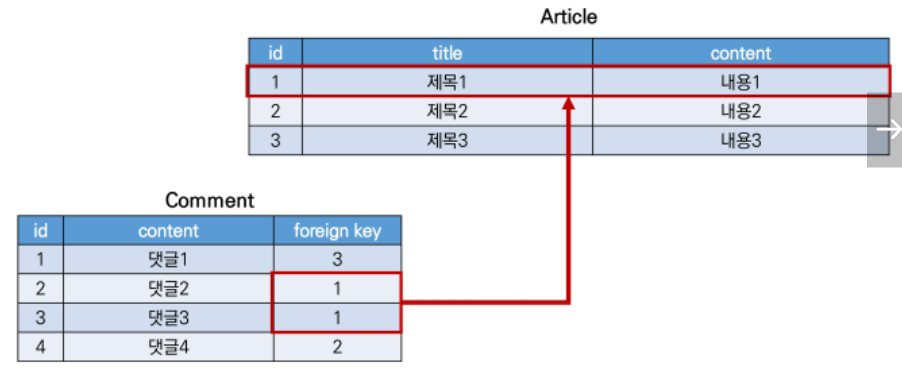 Article
id title content
1 제목1 내용1
2 제목2 내용2
3 제목3 내용3
Comment
id content foreign key
1 댓글1 3
2 댓글2 1
3 댓글3 1
4 댓글4 2